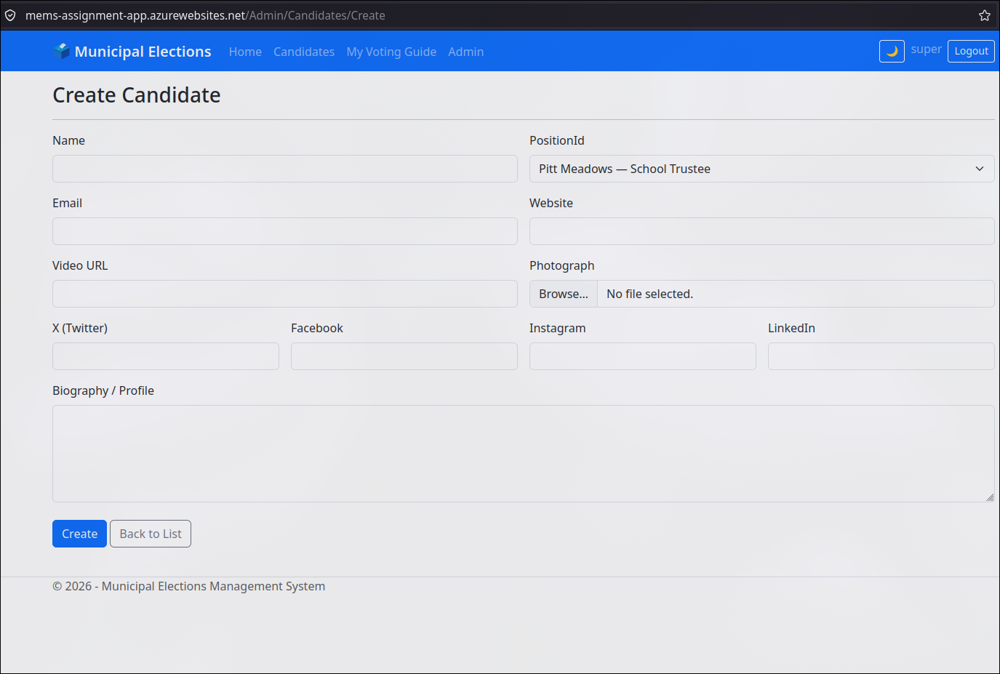 mems-assignment-app.azurewebsites.net/Admin/Candidates/Create
Municipal Elections Home Candidates My Voting Guide Admin super Logout
Create Candidate
Name PositionId
Pitt Meadows — School Trustee
Email Website
Video URL Photograph
Browse... No file selected.
X (Twitter) Facebook Instagram LinkedIn
Biography / Profile
Create Back to List
© 2026 - Municipal Elections Management System